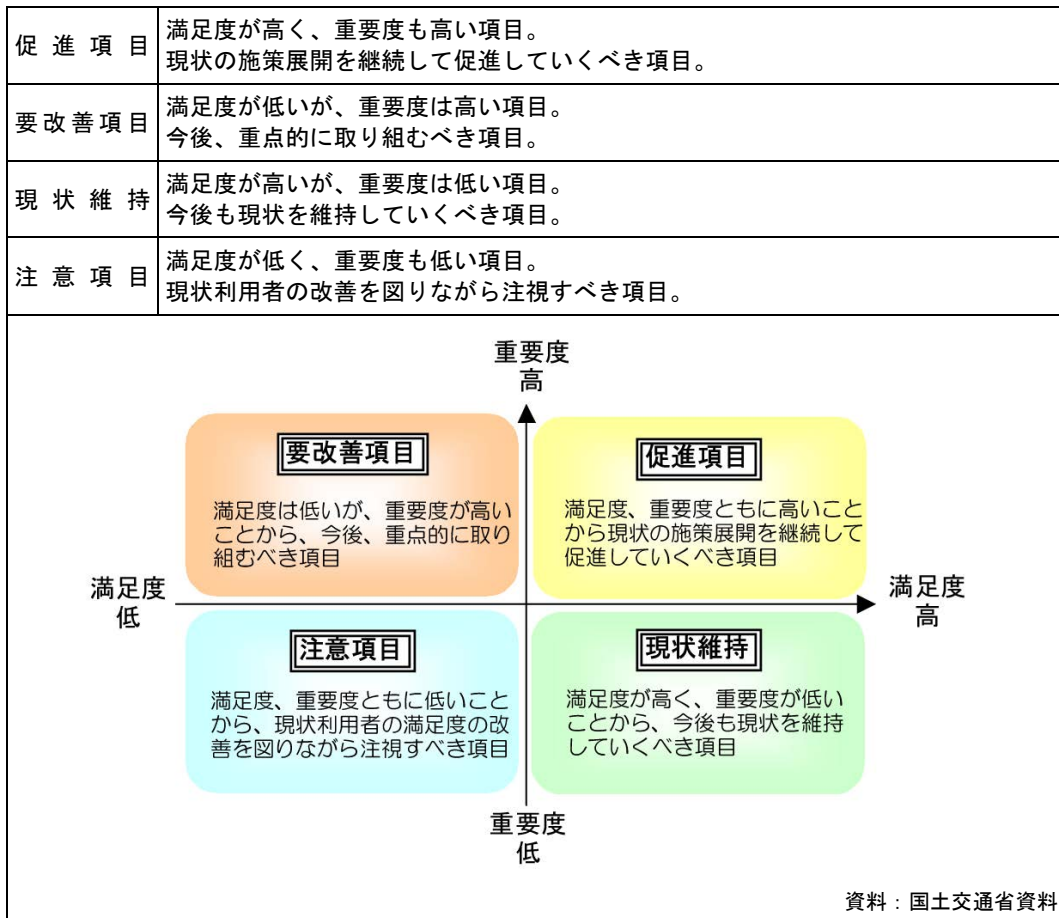 促進項目
満足度が高く、重要度も高い項目。
現状の施策展開を継続して促進していくべき項目。
要改善項目
満足度が低いが、重要度は高い項目。
今後、重点的に取り組むべき項目。
現状維持
満足度が高いが、重要度は低い項目。
今後も現状を維持していくべき項目。
注意項目
満足度が低く、重要度も低い項目。
現状利用者の改善を図りながら注視すべき項目。
重要度
高
要改善項目
満足度は低いが、重要度が高い
ことから、今後、重点的に取り
組むべき項目
促進項目
満足度、重要度ともに高いこと
から現状の施策展開を継続して
促進していくべき項目
満足度
低
満足度
高
注意項目
満足度、重要度ともに低いこと
から、現状利用者の満足度の改
善を図りながら注視すべき項目
現状維持
満足度が高く、重要度が低い
ことから、今後も現状を維持
していくべき項目
重要度
低
資料：国土交通省資料